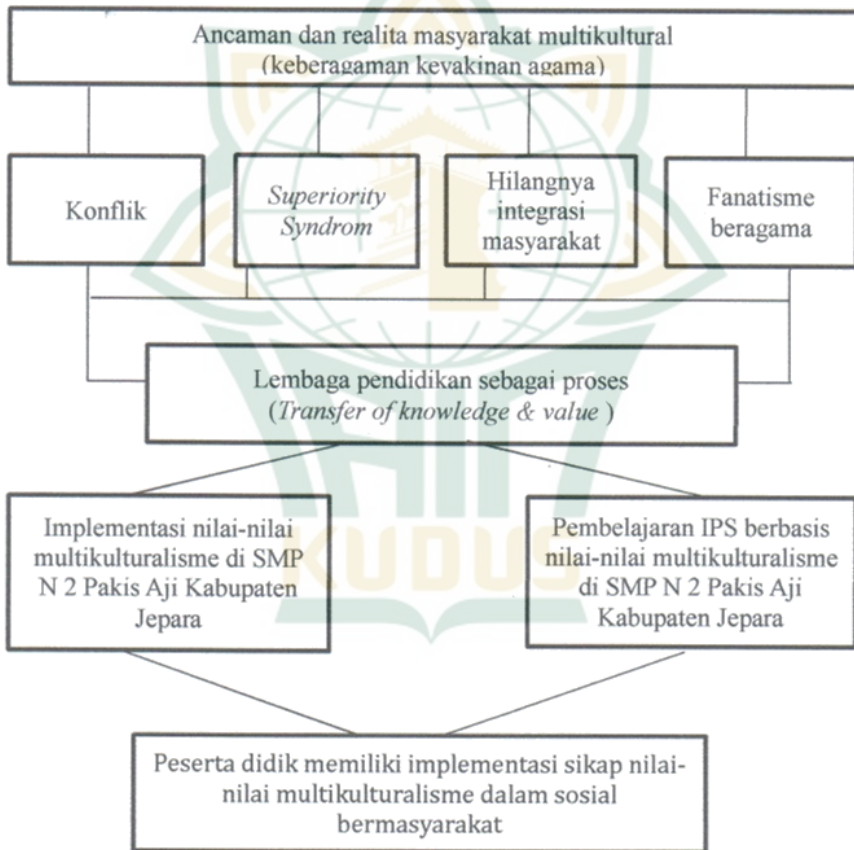 Ancaman dan realita masyarakat multikultural
(keberagaman keyakinan agama)
Konflik
Superiority
Syndrom
Hilangnya
integrasi
masyarakat
Fanatisme
beragama
Lembaga pendidikan sebagai proses
(Transfer of knowledge & value )
Implementasi nilai-nilai
multikulturalisme di SMP
N 2 Pakis Aji Kabupaten
Jepara
Pembelajaran IPS berbasis
nilai-nilai multikulturalisme
di SMP N 2 Pakis Aji
Kabupaten Jepara
Peserta didik memiliki implementasi sikap nilai-
nilai multikulturalisme dalam sosial
bermasyarakat
IAIN
KUDUS